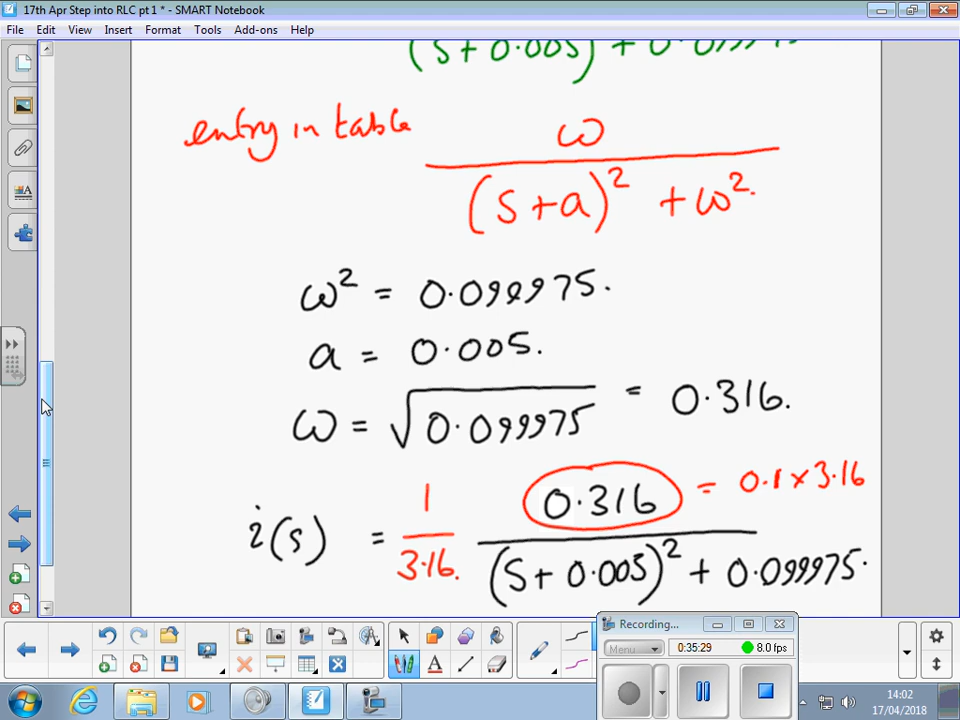 17th Apr Step into RLC pt 1 * - SMART Notebook
File Edit View Insert Format Tools Add-ons Help
(s + 0.005) + 0.099975
entry in table ω
(s+a)² + ω².
ω² = 0.099975.
a = 0.005.
ω = √0.099975 = 0.316.
1 0.316 = 0.1 × 3.16
i(s) =
3.16. (s + 0.005)² + 0.099975.
Recording...
Menu 0:35:29 8.0 fps
A
14:02
17/04/2018